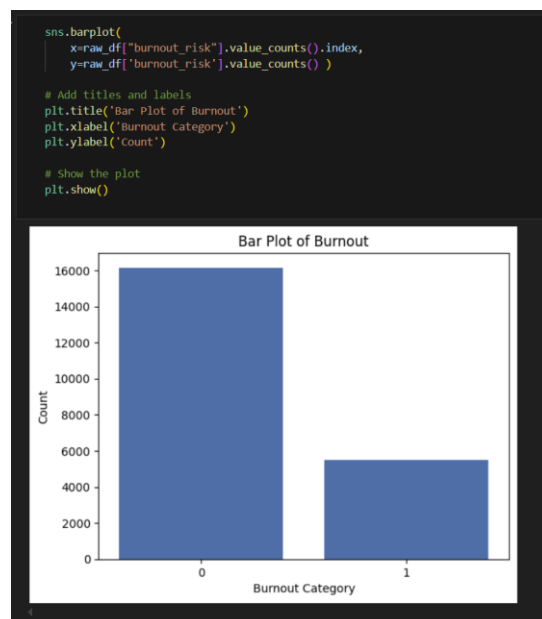 sns.barplot(
    x=raw_df["burnout_risk"].value_counts().index,
    y=raw_df['burnout_risk'].value_counts() )
# Add titles and labels
plt.title('Bar Plot of Burnout')
plt.xlabel('Burnout Category')
plt.ylabel('Count')
# Show the plot
plt.show()
Bar Plot of Burnout
16000
14000
12000
10000
8000
6000
4000
2000
0
Count
0 1
Burnout Category